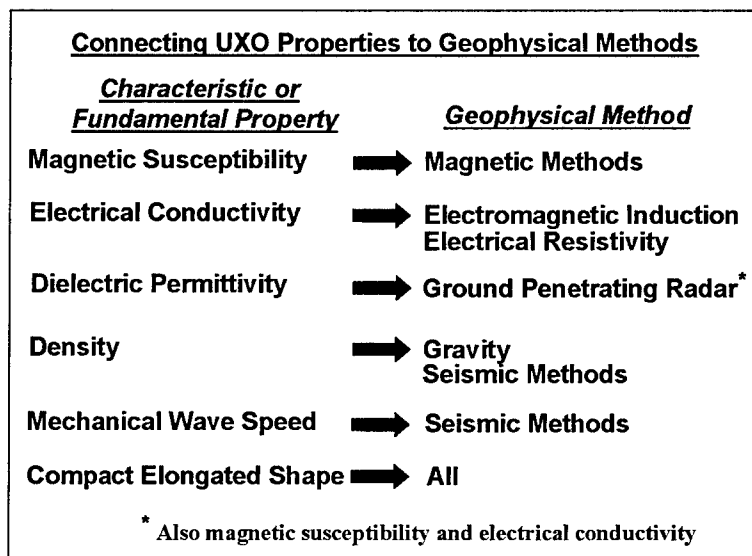 Connecting UXO Properties to Geophysical Methods
Characteristic or
Fundamental Property
Geophysical Method
Magnetic Susceptibility
Magnetic Methods
Electrical Conductivity
Electromagnetic Induction
Electrical Resistivity
Dielectric Permittivity
Ground Penetrating Radar*
Density
Gravity
Seismic Methods
Mechanical Wave Speed
Seismic Methods
Compact Elongated Shape
All
* Also magnetic susceptibility and electrical conductivity